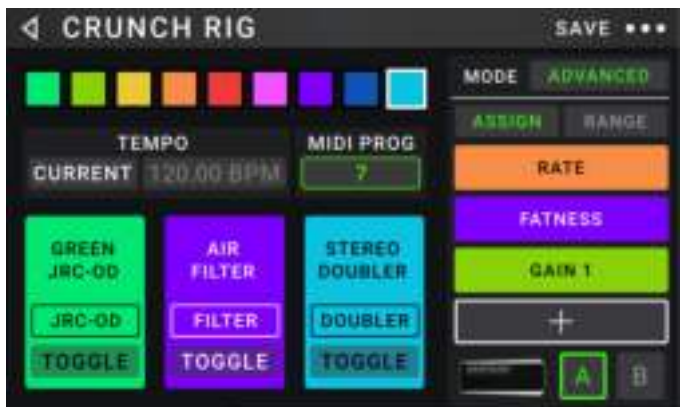 CRUNCH RIG
SAVE
MODE ADVANCED
ASSIGN RANGE
TEMPO
MIDI PROG
CURRENT 120.00 BPM
7
RATE
FATNESS
GAIN 1
GREEN
JRC-OD
JRC-OD
TOGGLE
AIR
FILTER
FILTER
TOGGLE
STEREO
DOUBLER
DOUBLER
TOGGLE
+
A B